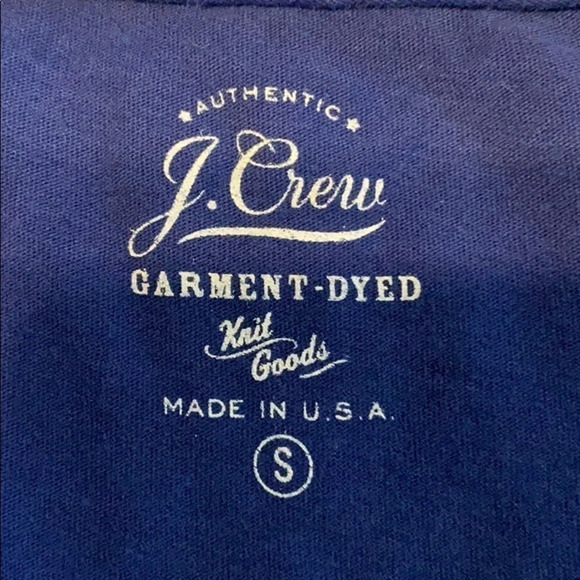 AUTHENTIC
J. Crew
GARMENT-DYED
Knit
Goods
MADE IN U.S.A.
S